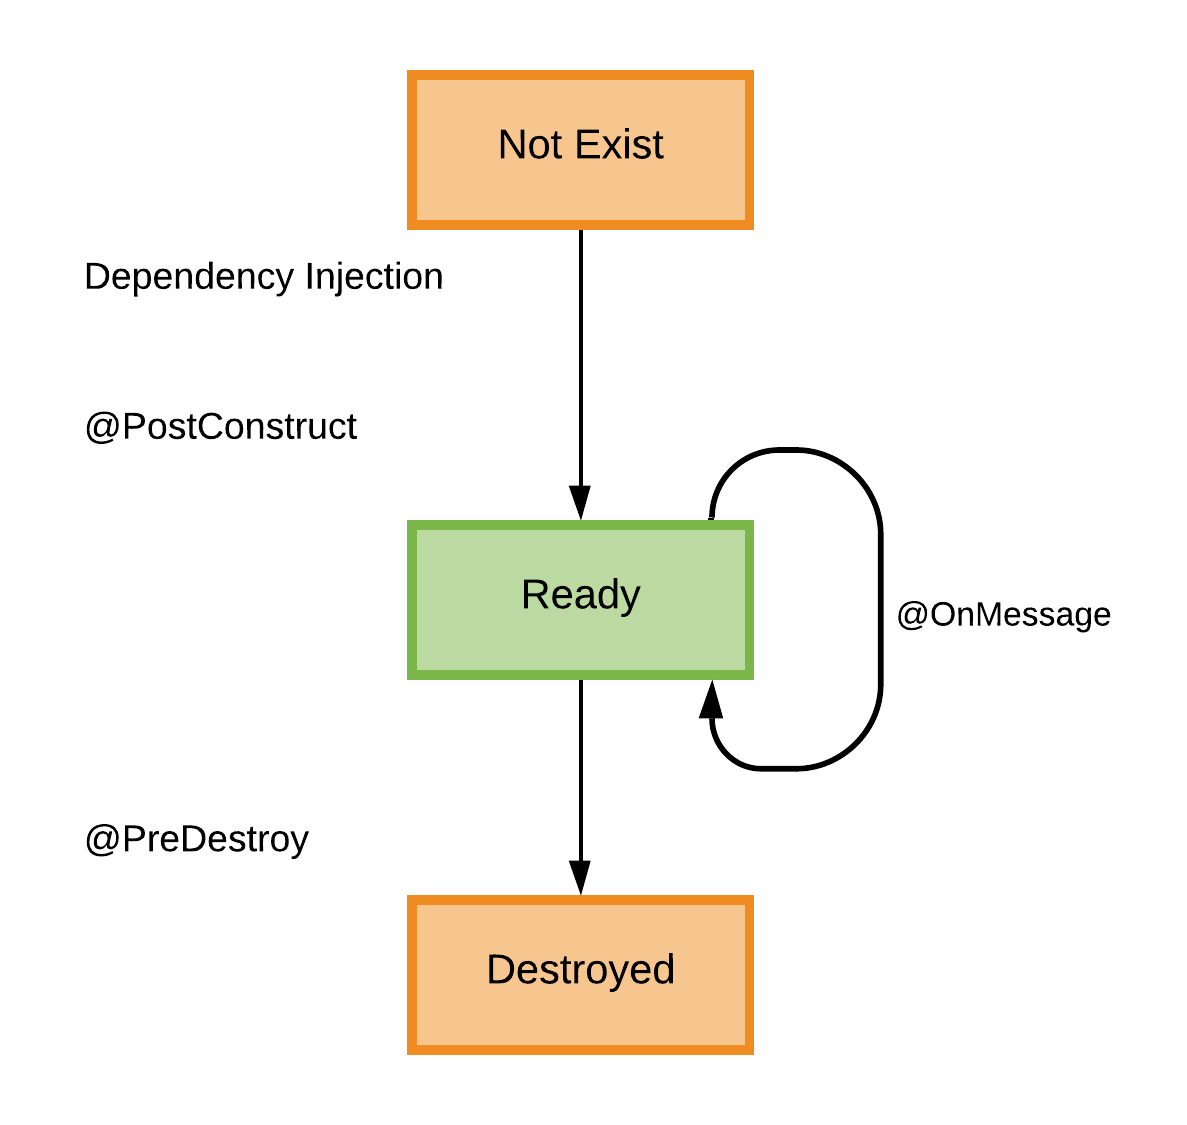 Not Exist
Dependency Injection
@PostConstruct
Ready
@OnMessage
@PreDestroy
Destroyed